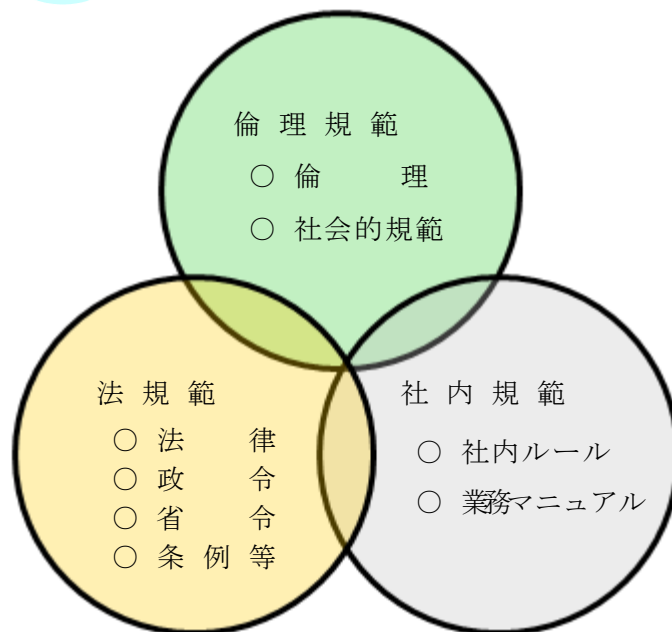 倫理規範
○ 倫　　理
○ 社会的規範
法規範
○ 法　　律
○ 政　　令
○ 省　　令
○ 条例等
社内規範
○ 社内ルール
○ 業務マニュアル